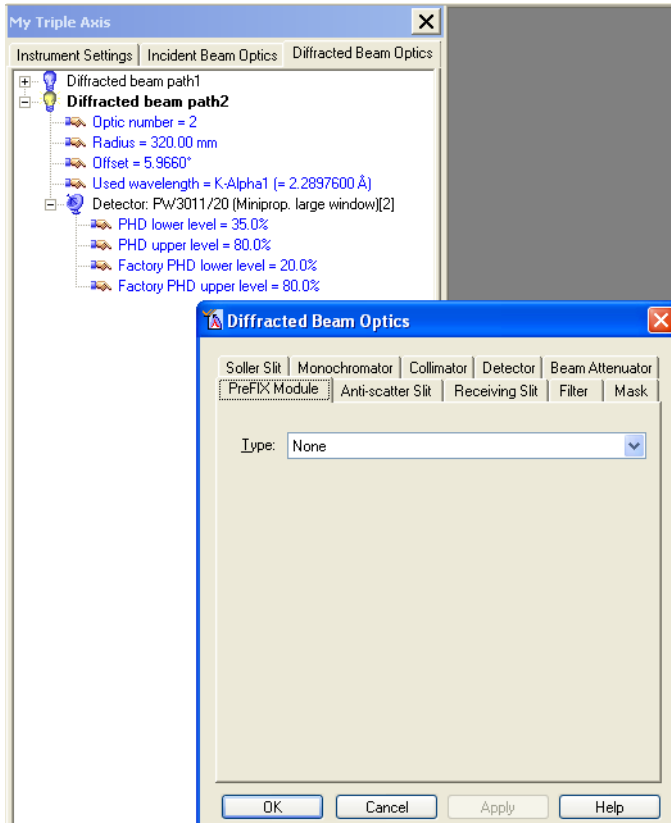 My Triple Axis
Instrument Settings Incident Beam Optics Diffracted Beam Optics
Diffracted beam path1
Diffracted beam path2
Optic number = 2
Radius = 320.00 mm
Offset = 5.9660°
Used wavelength = K-Alpha1 (= 2.2897600 Å)
Detector: PW3011/20 (Miniprop. large window)[2]
PHD lower level = 35.0%
PHD upper level = 80.0%
Factory PHD lower level = 20.0%
Factory PHD upper level = 80.0%
Diffracted Beam Optics
Soller Slit Monochromator Collimator Detector Beam Attenuator
PreFIX Module Anti-scatter Slit Receiving Slit Filter Mask
Type: None
OK Cancel Apply Help